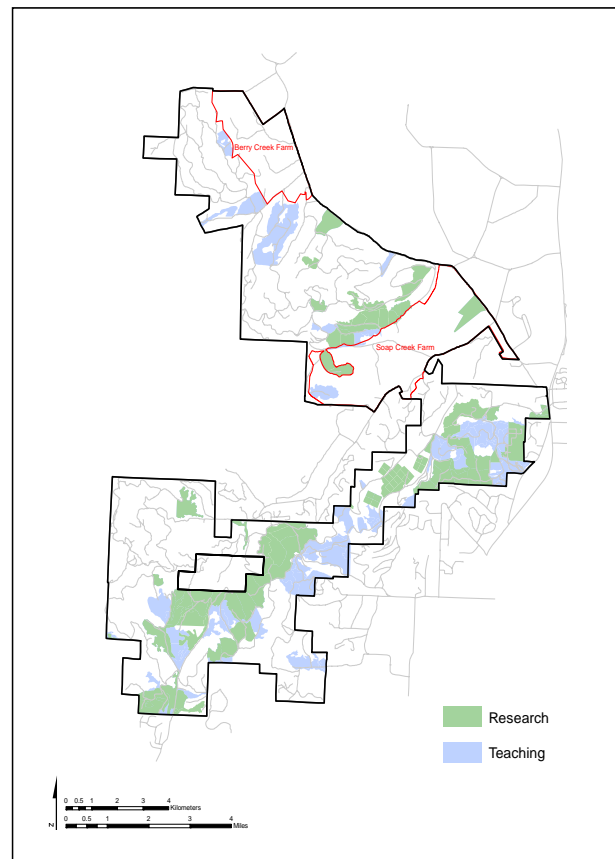 Berry Creek Farm
Soap Creek Farm
Research
Teaching
0 0.5 1 2 3 4
Kilometers
0 0.5 1 2 3 4
Miles
N